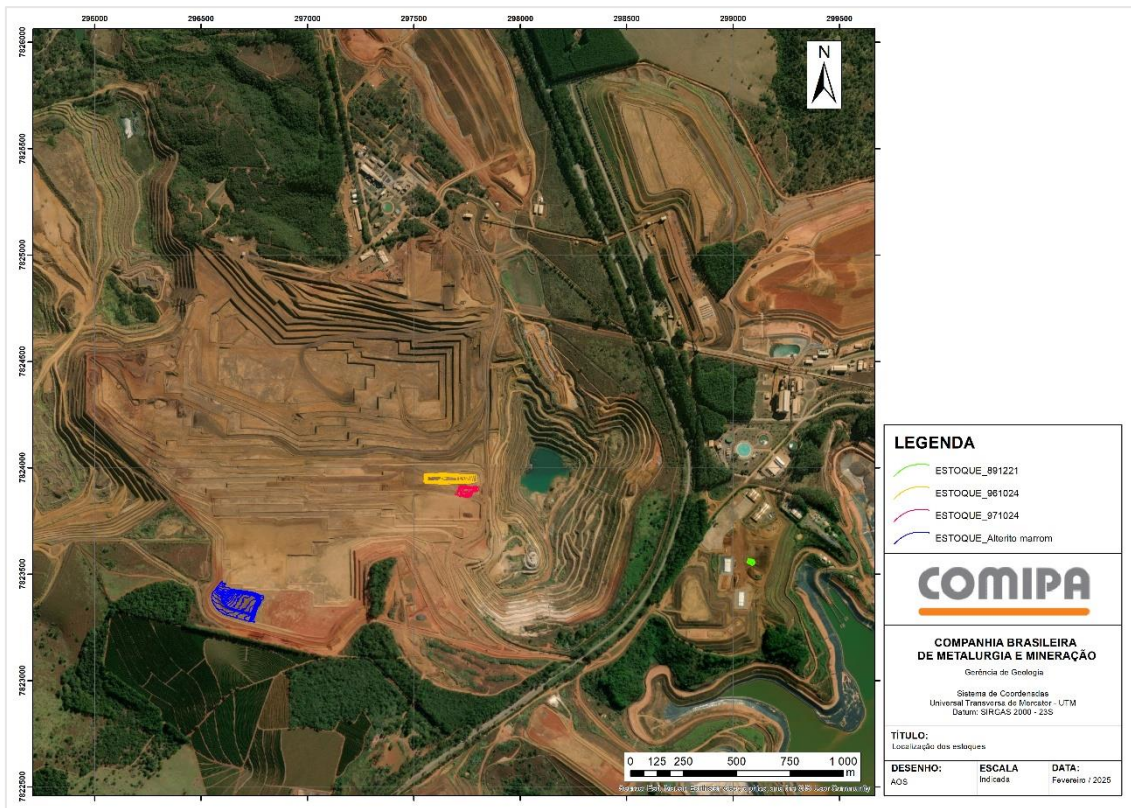 296000 296500 297000 297500 298000 298500 299000 299500
7826000
7825500
7825000
7824500
7824000
7823500
7823000
7822500
N
0 125 250 500 750 1 000
m
LEGENDA
ESTOQUE_891221
ESTOQUE_961024
ESTOQUE_971024
ESTOQUE_Alterito marrom
COMIPA
COMPANHIA BRASILEIRA
DE METALURGIA E MINERAÇÃO
Gerência de Geologia
Sistema de Coordenadas
Universal Transversa de Mercator - UTM
Datum: SIRGAS 2000 - 23S
TÍTULO:
Localização dos estoques
DESENHO: ESCALA DATA:
AOS Indicada Fevereiro / 2025